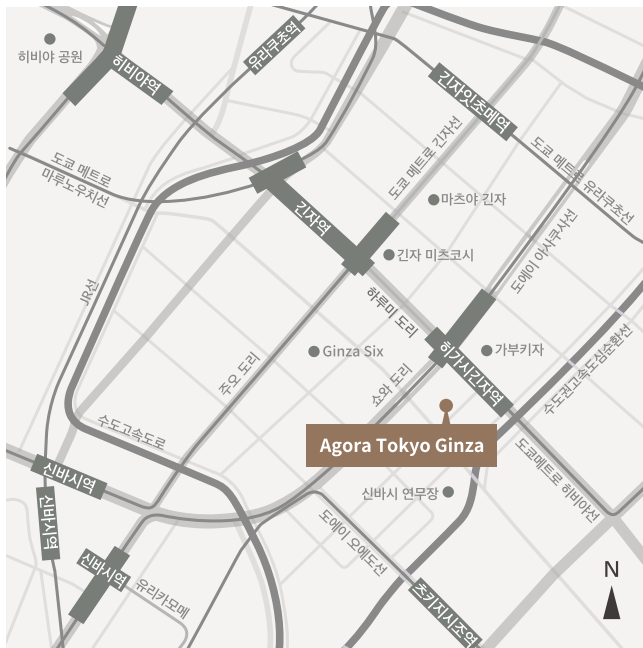 유라쿠초역
히비야 공원
히비야역
긴자잇초메역
도쿄 메트로
마루노우치선
도쿄 메트로 긴자선
도쿄 메트로 유라쿠초선
마츠야 긴자
긴자역
긴자 미츠코시
도에이 아사쿠사선
JR선
하루미 도리
Ginza Six
히가시긴자역
가부키자
주오 도리
쇼와 도리
수도권고속도심순환선
수도고속도로
Agora Tokyo Ginza
신바시역
신바시 연무장
도쿄메트로 히비야선
신바시역
도에이 오에도선
신바시역
유리카모메
츠키지시조역
N